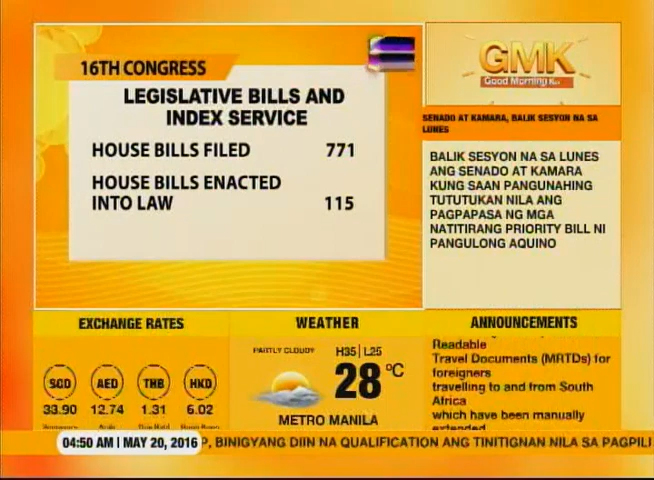 16TH CONGRESS
LEGISLATIVE BILLS AND
INDEX SERVICE
HOUSE BILLS FILED 771
HOUSE BILLS ENACTED
INTO LAW 115
GMK
Good Morning
SENADO AT KAMARA, BALIK SESYON NA SA
LUNES
BALIK SESYON NA SA LUNES
ANG SENADO AT KAMARA
KUNG SAAN PANGUNAHING
TUTUTUKAN NILA ANG
PAGPAPASA NG MGA
NATITIRANG PRIORITY BILL NI
PANGULONG AQUINO
EXCHANGE RATES
SGD AED THB HKD
33.90 12.74 1.31 6.02
WEATHER
PARTLY CLOUDY H35 | L25
28°C
METRO MANILA
ANNOUNCEMENTS
Readable
Travel Documents (MRTDs) for
foreigners
travelling to and from South
Africa
which have been manually
extended
04:50 AM | MAY 20, 2016 P, BINIGYANG DIIN NA QUALIFICATION ANG TINITIGNAN NILA SA PAGPILI